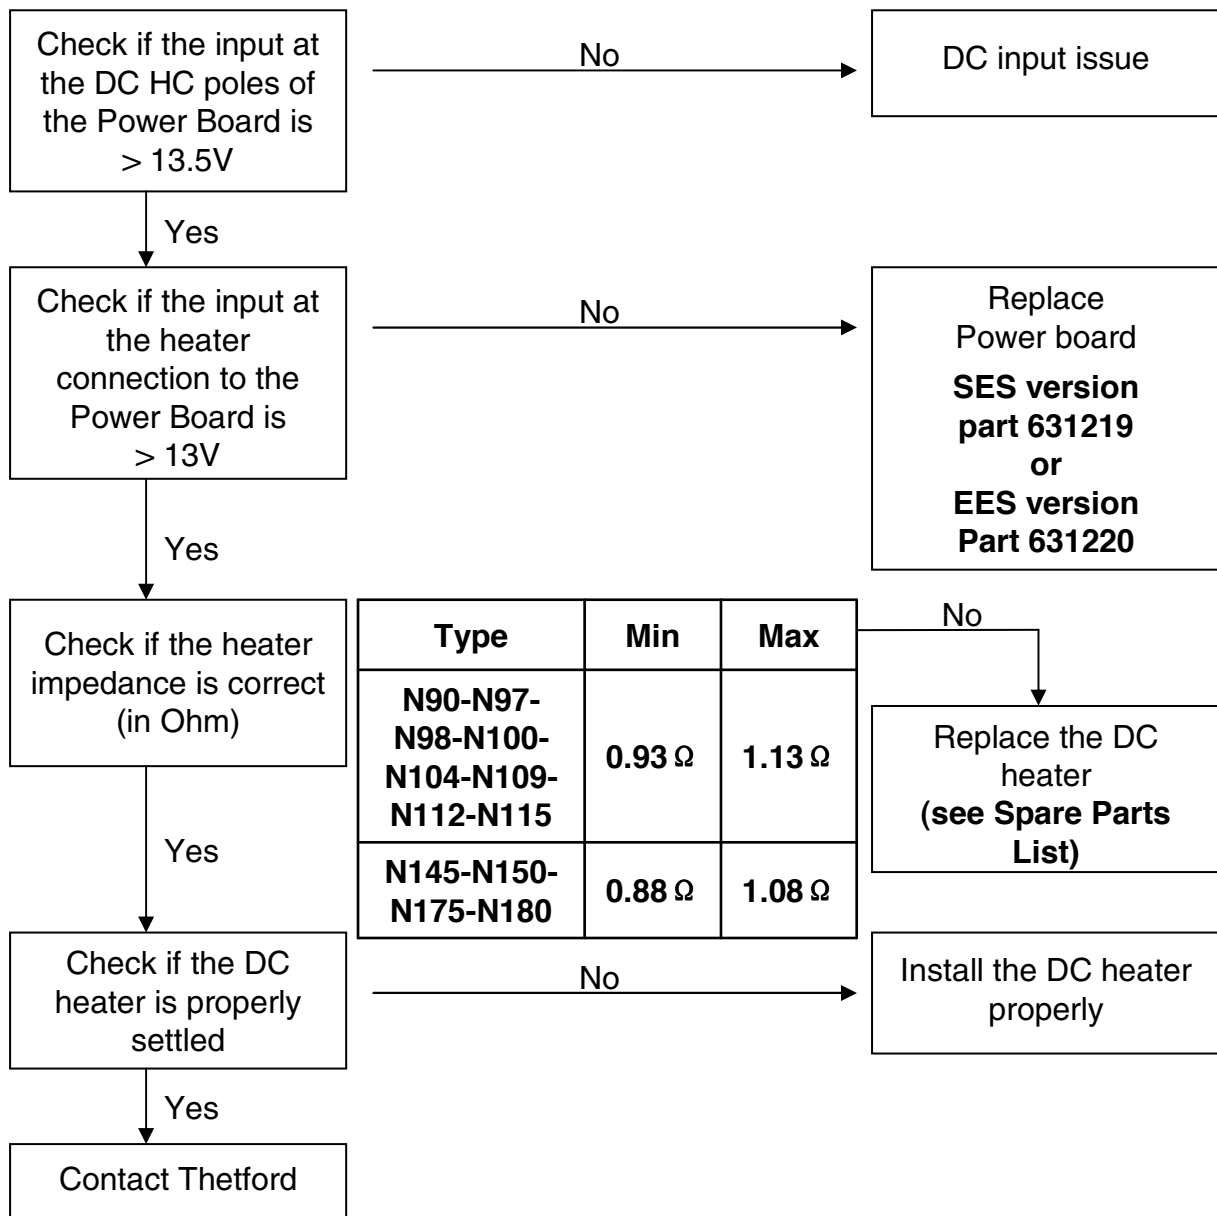 Check if the input at
the DC HC poles of
the Power Board is
> 13.5V
No
DC input issue
Yes
Check if the input at
the heater
connection to the
Power Board is
> 13V
No
Replace
Power board
SES version
part 631219
or
EES version
Part 631220
Yes
Check if the heater
impedance is correct
(in Ohm)
Type Min Max
N90-N97-
N98-N100-
N104-N109-
N112-N115
0.93 Ω 1.13 Ω
N145-N150-
N175-N180
0.88 Ω 1.08 Ω
No
Replace the DC
heater
(see Spare Parts
List)
Yes
Check if the DC
heater is properly
settled
No
Install the DC heater
properly
Yes
Contact Thetford